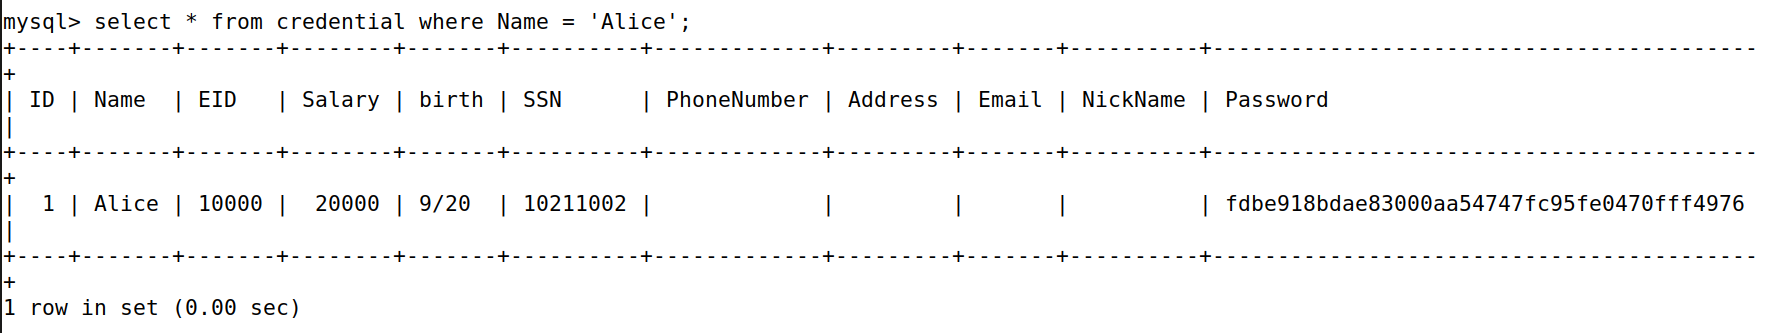 mysql> select * from credential where Name = 'Alice';
+----+-------+-------+--------+-------+----------+-------------+---------+-------+----------+------------------------------------------
+
| ID | Name  | EID   | Salary | birth | SSN      | PhoneNumber | Address | Email | NickName | Password
|
+----+-------+-------+--------+-------+----------+-------------+---------+-------+----------+------------------------------------------
+
|  1 | Alice | 10000 |  20000 | 9/20  | 10211002 |             |         |       |          | fdbe918bdae83000aa54747fc95fe0470fff4976
|
+----+-------+-------+--------+-------+----------+-------------+---------+-------+----------+------------------------------------------
+
1 row in set (0.00 sec)